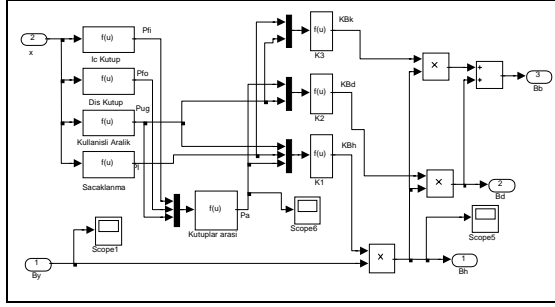 2
x
f(u)
Pfi
Ic Kutup
f(u)
Pfo
Dis Kutup
f(u)
Pug
Kullanisli Aralik
f(u)
Pl
Sacaklanma
f(u)
Pa
Kutuplar arasi
f(u)
KBk
K3
f(u)
KBd
K2
f(u)
KBh
K1
×
×
×
+
+
3
Bb
2
Bd
Scope1
Scope6
Scope5
1
By
1
Bh